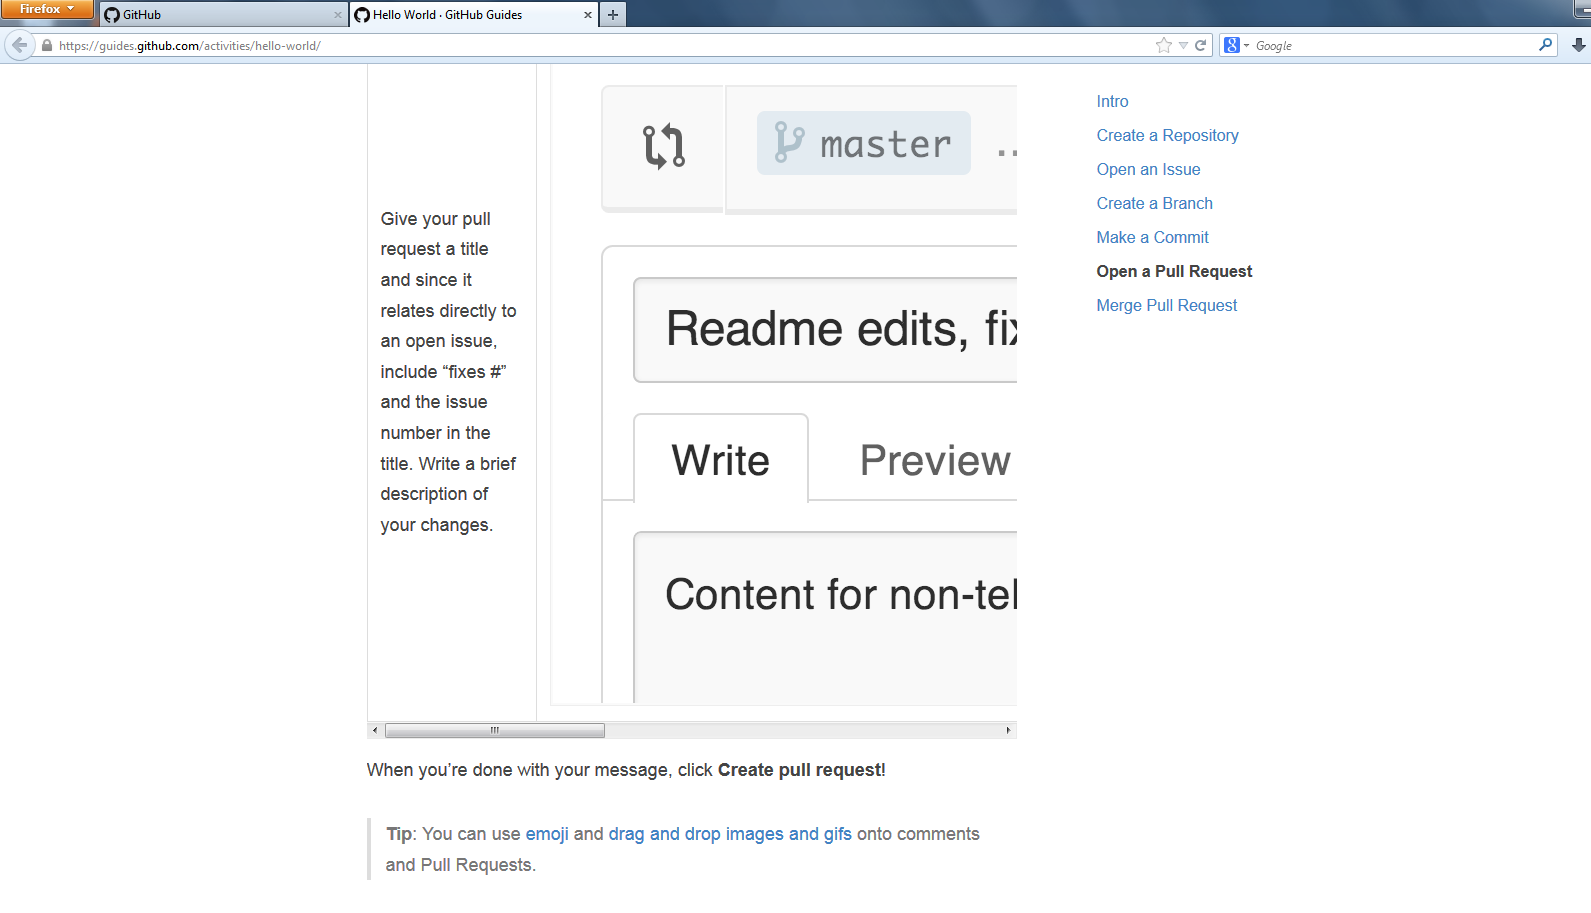 Firefox
GitHub
Hello World · GitHub Guides
https://guides.github.com/activities/hello-world/
Google
Give your pull
request a title
and since it
relates directly to
an open issue,
include “fixes #”
and the issue
number in the
title. Write a brief
description of
your changes.
master ..
Readme edits,
Write
Preview
Content for
When you’re done with your message, click Create pull request!
Tip: You can use emoji and drag and drop images and gifs onto comments
and Pull Requests.
Intro
Create a Repository
Open an Issue
Create a Branch
Make a Commit
Open a Pull Request
Merge Pull Request